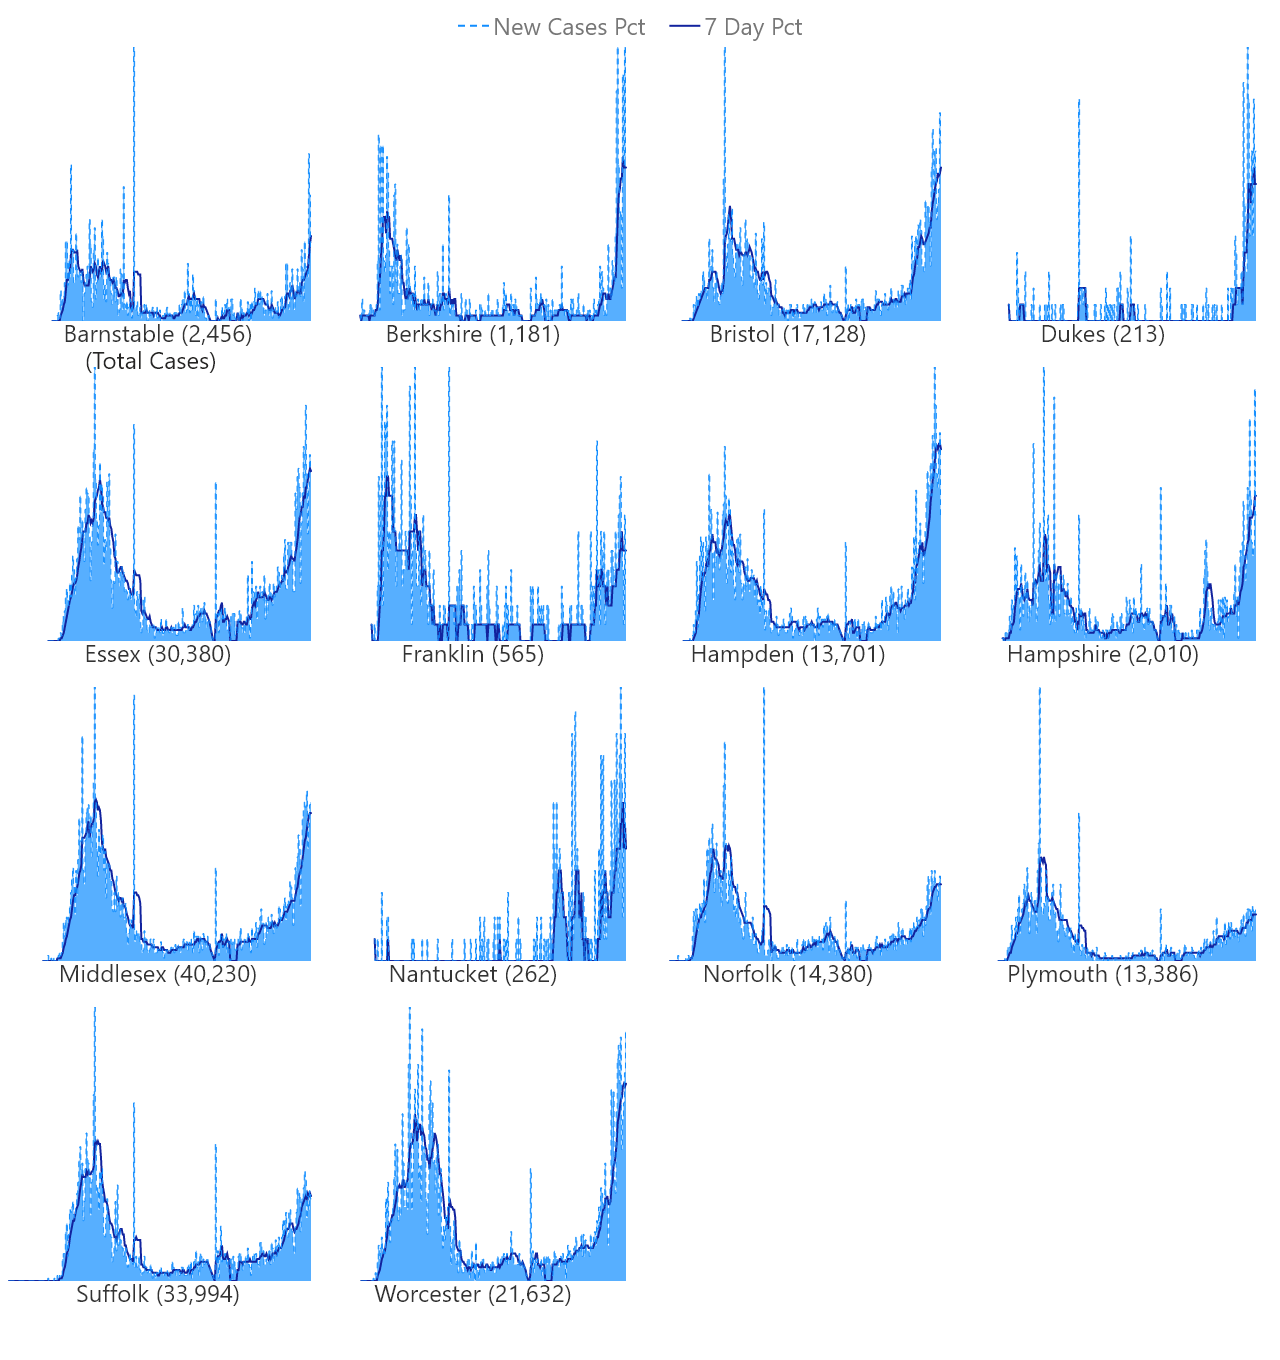 New Cases Pct 7 Day Pct
Barnstable (2,456) Berkshire (1,181) Bristol (17,128) Dukes (213)
(Total Cases)
Essex (30,380) Franklin (565) Hampden (13,701) Hampshire (2,010)
Middlesex (40,230) Nantucket (262) Norfolk (14,380) Plymouth (13,386)
Suffolk (33,994) Worcester (21,632)